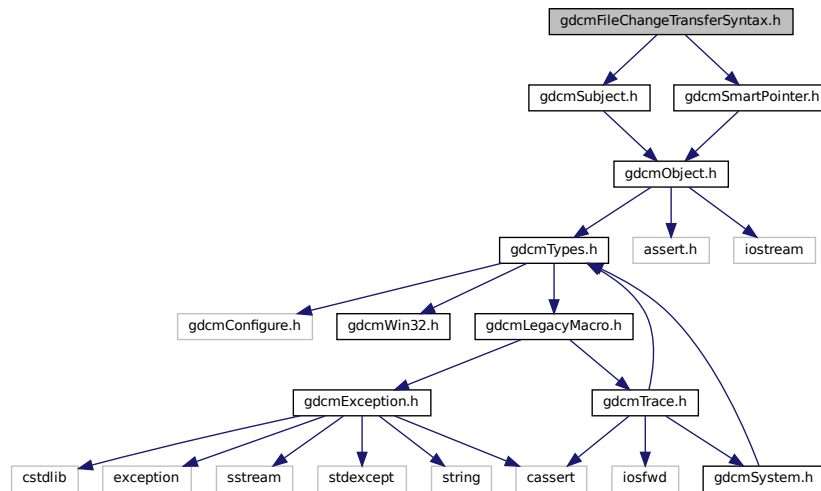 gdcmFileChangeTransferSyntax.h
gdcmSubject.h
gdcmSmartPointer.h
gdcmObject.h
gdcmTypes.h
assert.h
iostream
gdcmConfigure.h
gdcmWin32.h
gdcmLegacyMacro.h
gdcmException.h
gdcmTrace.h
cstdlib
exception
sstream
stdexcept
string
cassert
iosfwd
gdcmSystem.h